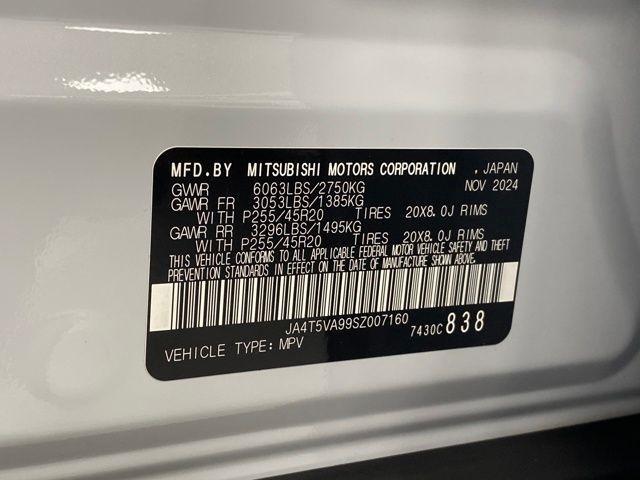 MFD.BY MITSUBISHI MOTORS CORPORATION , JAPAN
GVWR 6063LBS/2750KG NOV 2024
GAWR FR 3053LBS/1385KG
WITH P255/45R20 TIRES 20X8.0J RIMS
GAWR RR 3296LBS/1495KG
WITH P255/45R20 TIRES 20X8.0J RIMS
THIS VEHICLE CONFORMS TO ALL APPLICABLE FEDERAL MOTOR VEHICLE SAFETY AND THEFT
PREVENTION STANDARDS IN EFFECT ON THE DATE OF MANUFACTURE SHOWN ABOVE.
JA4T5VA99SZ007160
7430C 838
VEHICLE TYPE: MPV